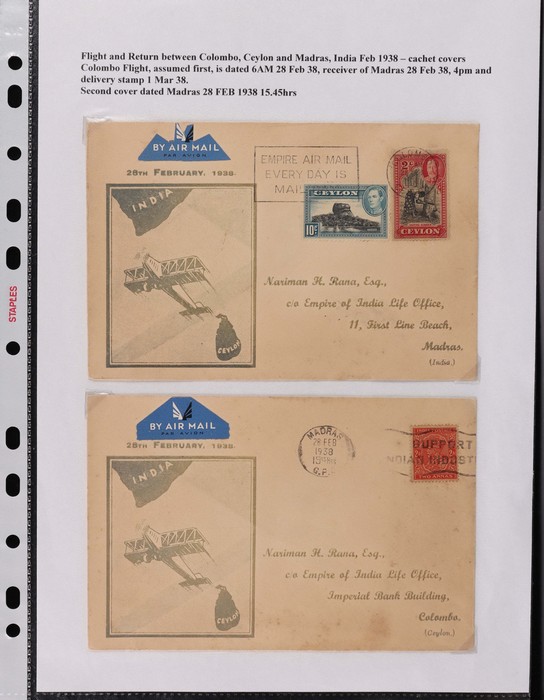 Flight and Return between Colombo, Ceylon and Madras, India Feb 1938 – cachet covers
Colombo Flight, assumed first, is dated 6AM 28 Feb 38, receiver of Madras 28 Feb 38, 4pm and
delivery stamp 1 Mar 38.
Second cover dated Madras 28 FEB 1938 15.45hrs
STAPLES
BY AIR MAIL
PAR AVION
28TH FEBRUARY, 1938.
EMPIRE AIR MAIL
EVERY DAY IS
MAIL
INDIA
CEYLON
10c
CEYLON
CEYLON
Nariman H. Rana, Esq.,
c/o Empire of India Life Office,
11, First Line Beach,
Madras.
(India.)
BY AIR MAIL
PAR AVION
28TH FEBRUARY, 1938.
MADRAS
28 FEB
1938
G.P.
SUPPORT
INDIAN INDUST
TWO ANNAS
INDIA
CEYLON
Nariman H. Rana, Esq.,
c/o Empire of India Life Office,
Imperial Bank Building,
Colombo.
(Ceylon.)